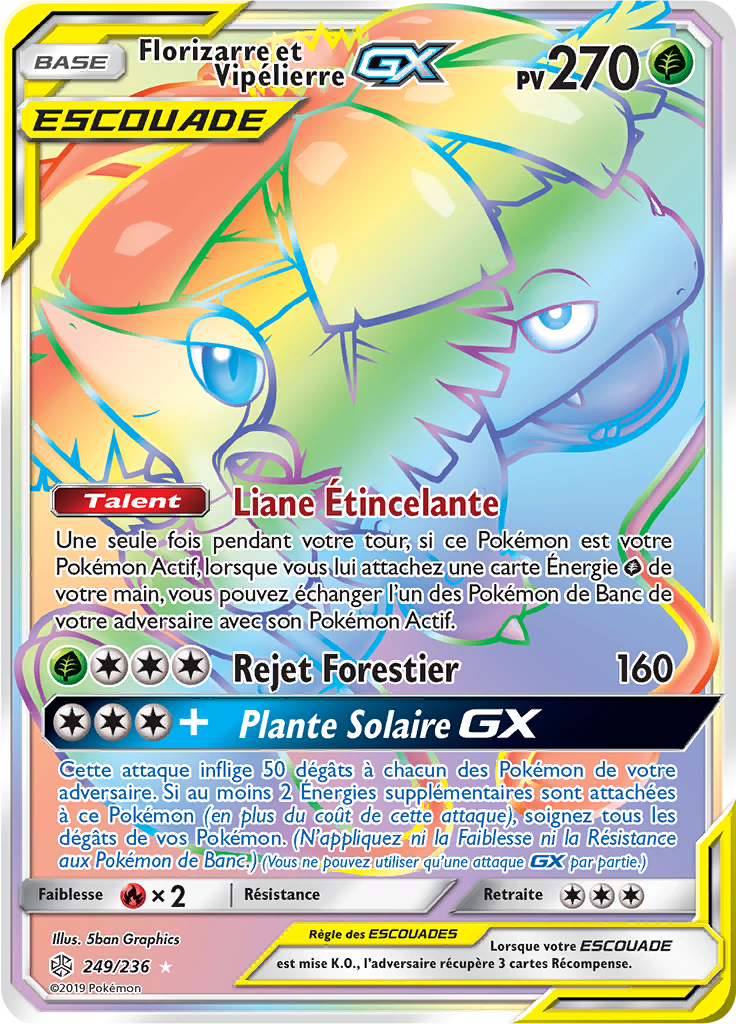 BASE
Florizarre et
Vipélierre GX
PV 270
ESCOUADE
Talent Liane Étincelante
Une seule fois pendant votre tour, si ce Pokémon est votre
Pokémon Actif, lorsque vous lui attachez une carte Énergie de
votre main, vous pouvez échanger l'un des Pokémon de Banc de
votre adversaire avec son Pokémon Actif.
Rejet Forestier 160
+ Plante Solaire GX
Cette attaque inflige 50 dégâts à chacun des Pokémon de votre
adversaire. Si au moins 2 Énergies supplémentaires sont attachées
à ce Pokémon (en plus du coût de cette attaque), soignez tous les
dégâts de vos Pokémon. (N'appliquez ni la Faiblesse ni la Résistance
aux Pokémon de Banc.) (Vous ne pouvez utiliser qu'une attaque GX par partie.)
Faiblesse ×2 Résistance Retraite
Illus. 5ban Graphics
249/236
©2019 Pokémon
Règle des ESCOUADES
Lorsque votre ESCOUADE
est mise K.O., l'adversaire récupère 3 cartes Récompense.